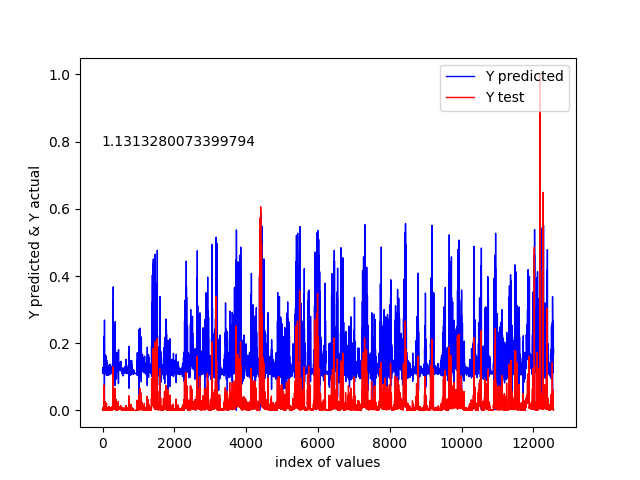 1.0
0.8
0.6
0.4
0.2
0.0
Y predicted & Y actual
Y predicted
Y test
1.1313280073399794
0 2000 4000 6000 8000 10000 12000
index of values